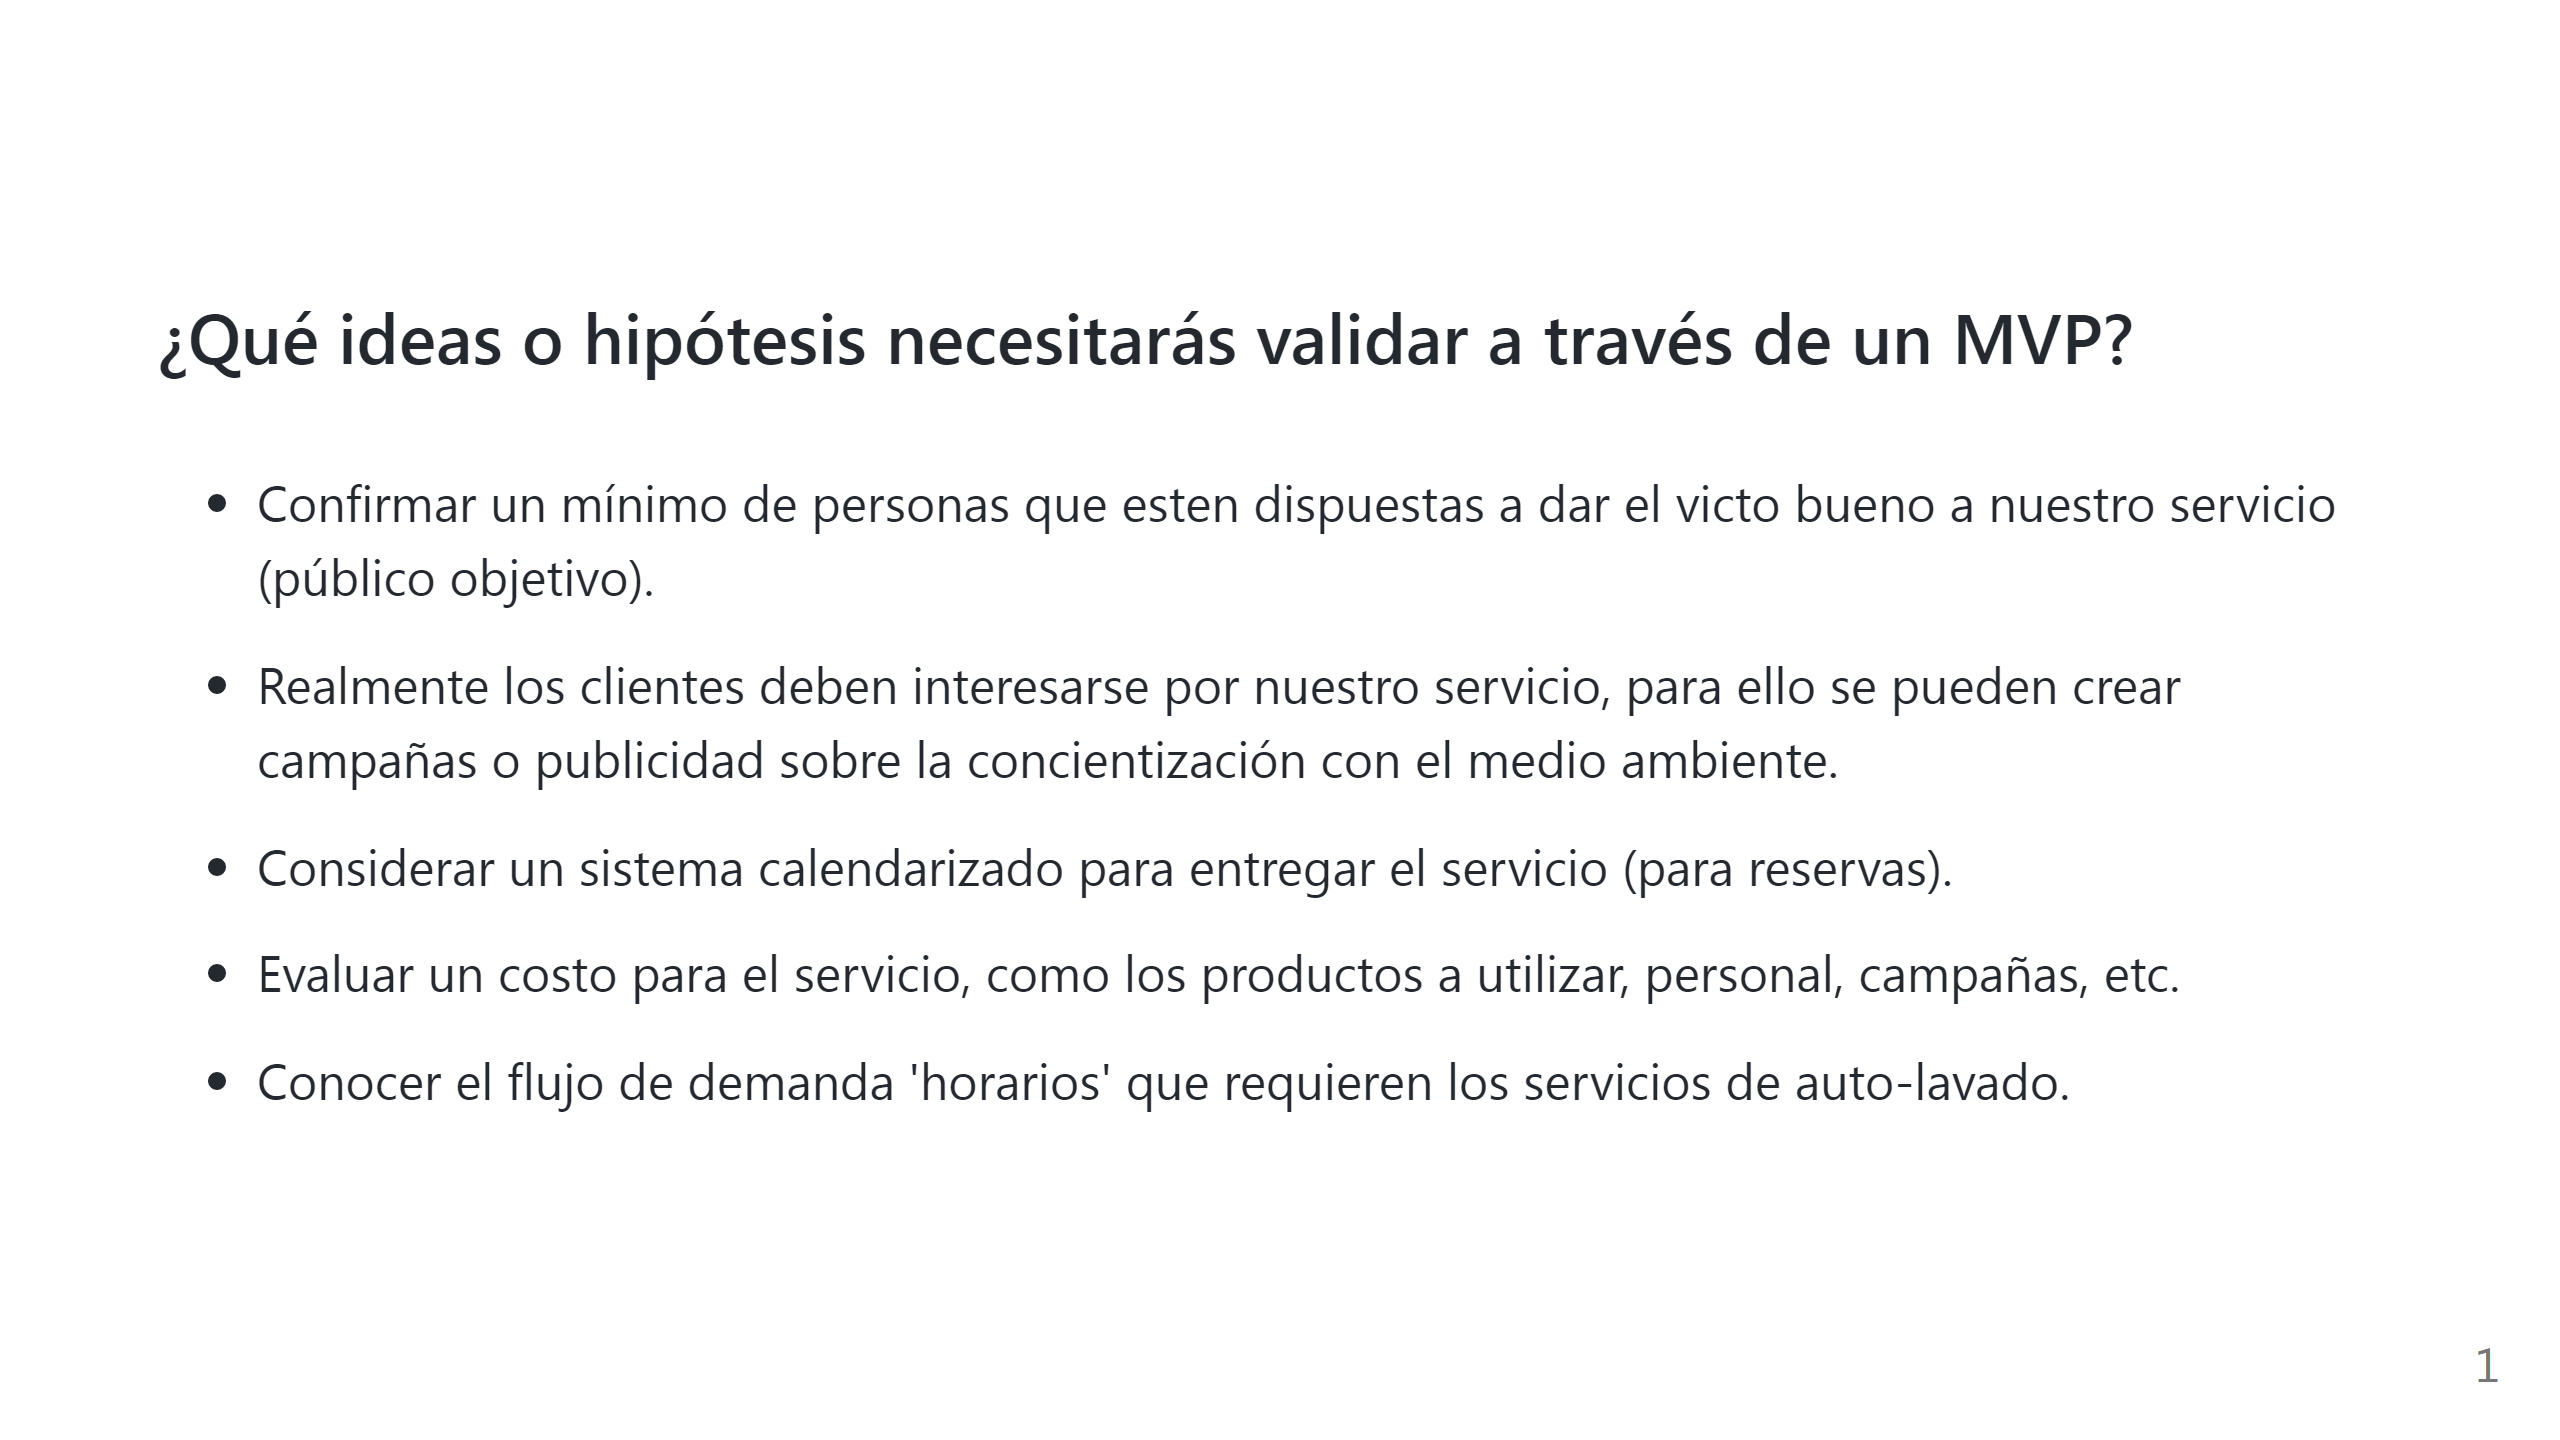 ¿Qué ideas o hipótesis necesitarás validar a través de un MVP?
• Confirmar un mínimo de personas que esten dispuestas a dar el victo bueno a nuestro servicio
(público objetivo).
• Realmente los clientes deben interesarse por nuestro servicio, para ello se pueden crear
campañas o publicidad sobre la concientización con el medio ambiente.
• Considerar un sistema calendarizado para entregar el servicio (para reservas).
• Evaluar un costo para el servicio, como los productos a utilizar, personal, campañas, etc.
• Conocer el flujo de demanda 'horarios' que requieren los servicios de auto-lavado.
1